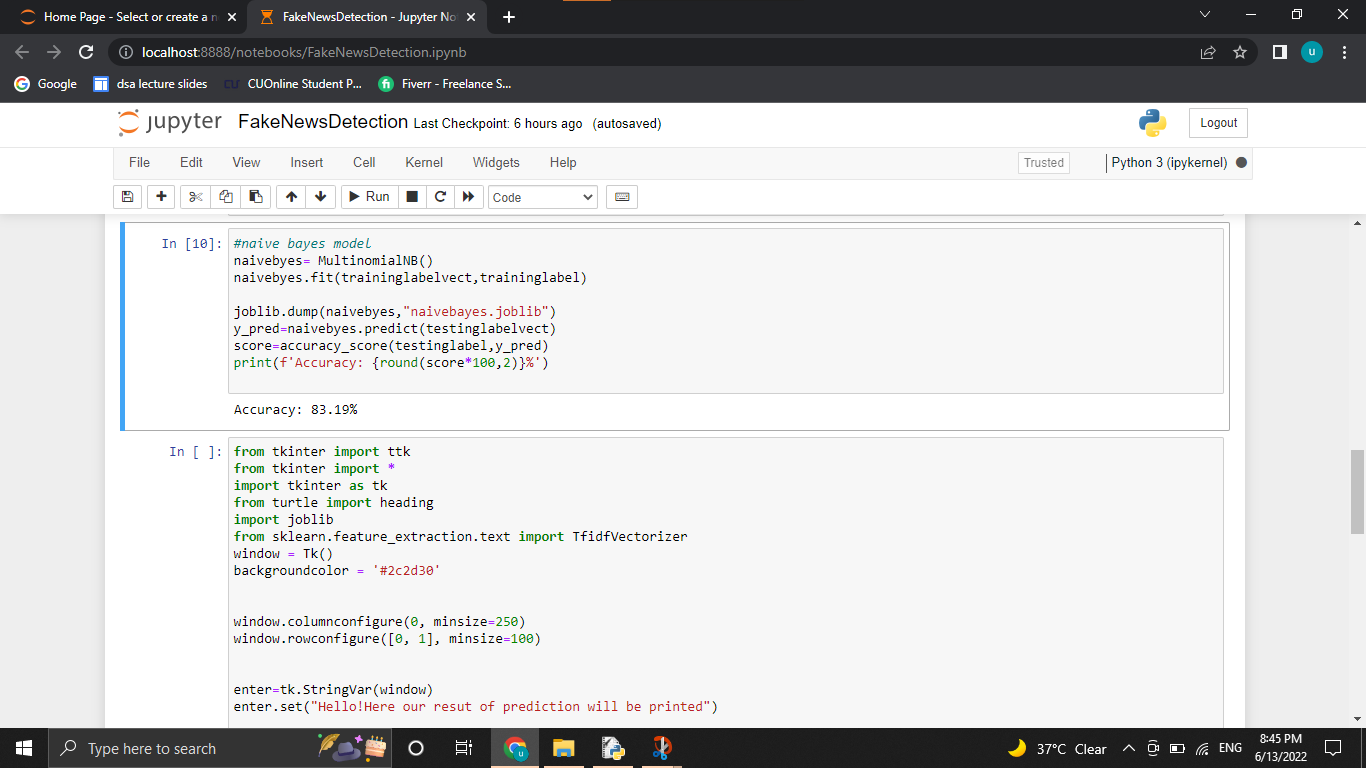 Home Page - Select or create a n
FakeNewsDetection - Jupyter No
localhost:8888/notebooks/FakeNewsDetection.ipynb
u
Google
dsa lecture slides
CU CUOnline Student P...
fi Fiverr - Freelance S...
jupyter FakeNewsDetection Last Checkpoint: 6 hours ago (autosaved)
Logout
File Edit View Insert Cell Kernel Widgets Help
Trusted
Python 3 (ipykernel)
Run
Code
In [10]: #naive bayes model
naivebyes= MultinomialNB()
naivebyes.fit(traininglabelvect,traininglabel)
joblib.dump(naivebyes,"naivebayes.joblib")
y_pred=naivebyes.predict(testinglabelvect)
score=accuracy_score(testinglabel,y_pred)
print(f'Accuracy: {round(score*100,2)}%')
Accuracy: 83.19%
In [ ]: from tkinter import ttk
from tkinter import *
import tkinter as tk
from turtle import heading
import joblib
from sklearn.feature_extraction.text import TfidfVectorizer
window = Tk()
backgroundcolor = '#2c2d30'
window.columnconfigure(0, minsize=250)
window.rowconfigure([0, 1], minsize=100)
enter=tk.StringVar(window)
enter.set("Hello!Here our resut of prediction will be printed")
Type here to search
37°C Clear
ENG
8:45 PM
6/13/2022